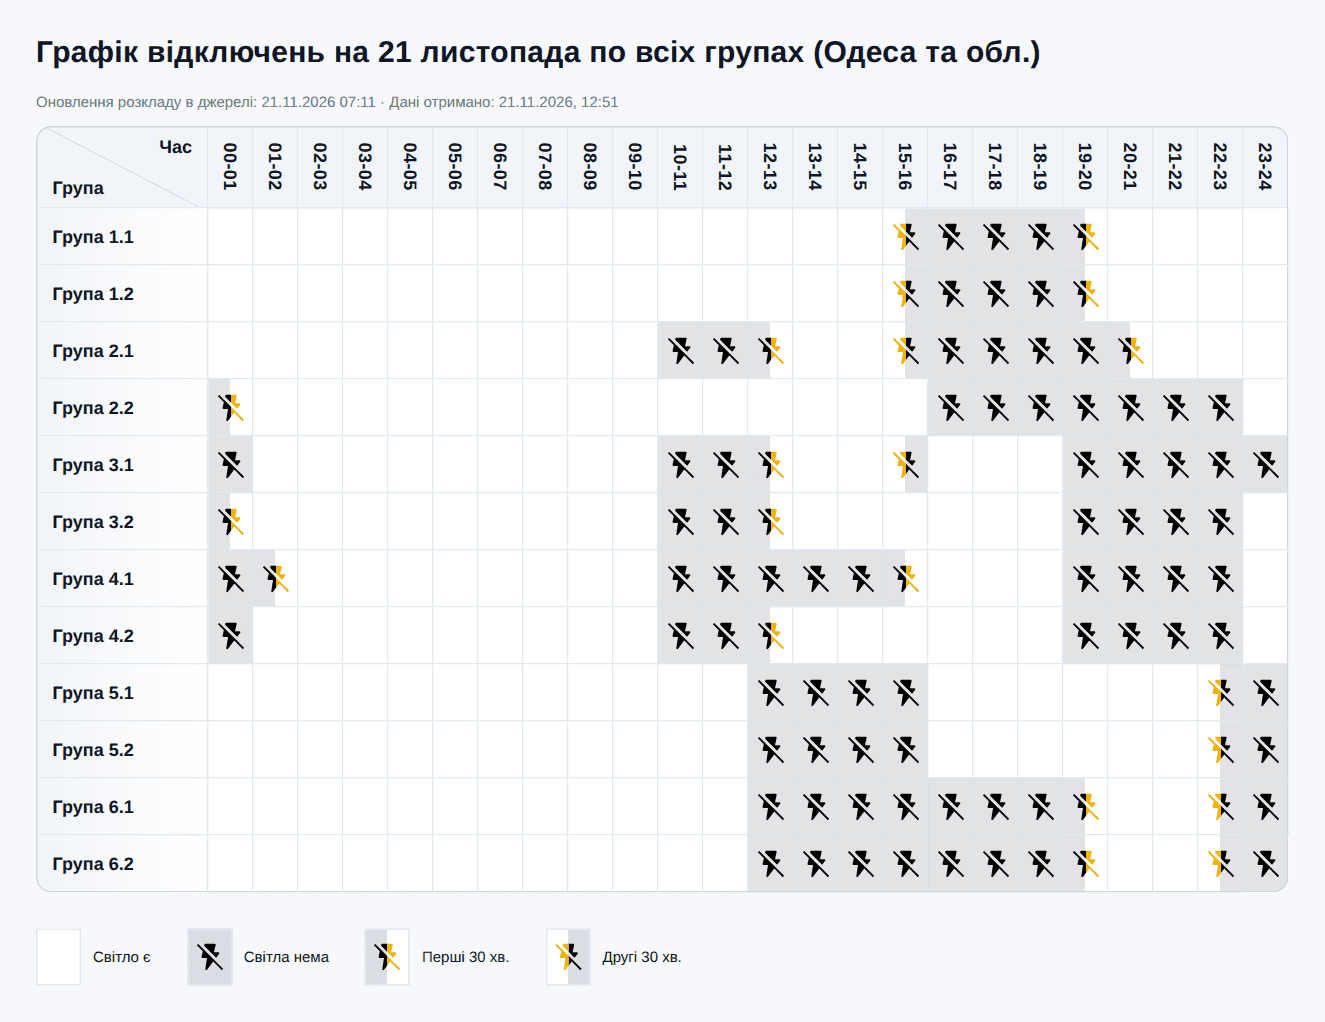 Графік відключень на 21 листопада по всіх групах (Одеса та обл.)
Оновлення розкладу в джерелі: 21.11.2026 07:11 · Дані отримано: 21.11.2026, 12:51
Час
Група
00-01 01-02 02-03 03-04 04-05 05-06 06-07 07-08 08-09 09-10 10-11 11-12 12-13 13-14 14-15 15-16 16-17 17-18 18-19 19-20 20-21 21-22 22-23 23-24
Група 1.1
Група 1.2
Група 2.1
Група 2.2
Група 3.1
Група 3.2
Група 4.1
Група 4.2
Група 5.1
Група 5.2
Група 6.1
Група 6.2
Світло є Світла нема Перші 30 хв. Другі 30 хв.